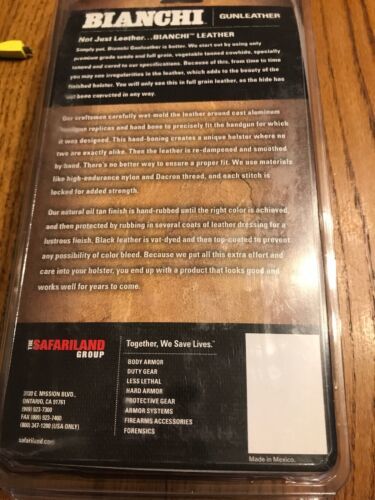 BIANCHI GUNLEATHER
Not Just Leather...BIANCHI™ LEATHER
Simply put, Bianchi Gunleather is better. We start out by using only
premium grade suede and full grain, vegetable tanned cowhide, specially
tanned and cured to our specifications. Because of this, from time to time
you may see irregularities in the leather, which adds to the beauty of the
finished holster. You will only see this in full grain leather, as the hide has
not been corrected in any way.
Our craftsmen carefully wet-mold the leather around cast aluminum
handgun replicas and hand bone to precisely fit the handgun for which
it was designed. This hand-boning creates a unique holster where no
two are exactly alike. Then the leather is re-dampened and smoothed
by hand. There's no better way to ensure a proper fit. We use materials
like high-endurance nylon and Dacron thread, and each stitch is
locked for added strength.
Our natural oil tan finish is hand-rubbed until the right color is achieved,
and then protected by rubbing in several coats of leather dressing for a
lustrous finish. Black leather is vat-dyed and then top-coated to prevent
any possibility of color bleed. Because we put all this extra effort and
care into your holster, you end up with a product that looks good and
works well for years to come.
THE SAFARILAND GROUP
3120 E. MISSION BLVD.,
ONTARIO, CA 91761
(909) 923-7300
FAX (909) 923-7400
(800) 347-1200 (USA ONLY)
safariland.com
Together, We Save Lives.™
BODY ARMOR
DUTY GEAR
LESS LETHAL
HARD ARMOR
PROTECTIVE GEAR
ARMOR SYSTEMS
FIREARMS ACCESSORIES
FORENSICS
Made in Mexico.